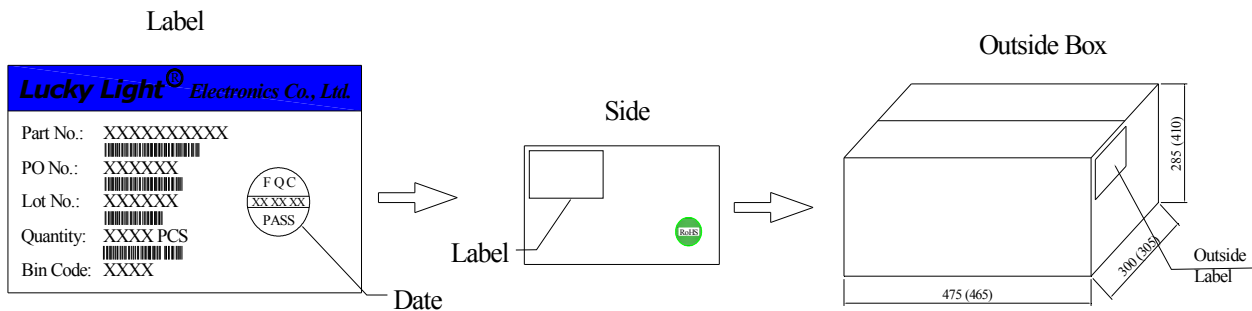 Label
Lucky Light® Electronics Co., Ltd.
Part No.: XXXXXXXXXX
PO No.: XXXXXX
Lot No.: XXXXXX
Quantity: XXXX PCS
Bin Code: XXXX
F Q C
XX XX XX
PASS
Date
Side
Label
RoHS
Outside Box
285 (410)
300 (305)
475 (465)
Outside
Label